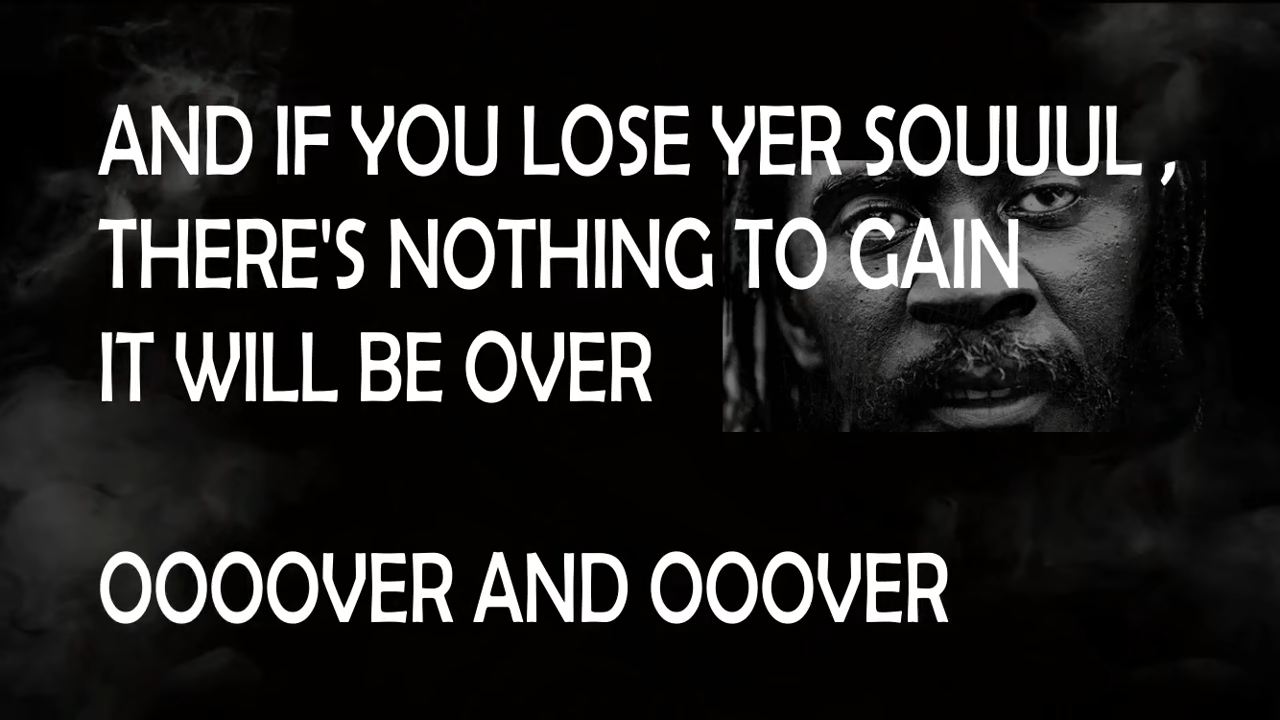 AND IF YOU LOSE YER SOUUUL ,
THERE'S NOTHING TO GAIN
IT WILL BE OVER
OOOOVER AND OOOVER